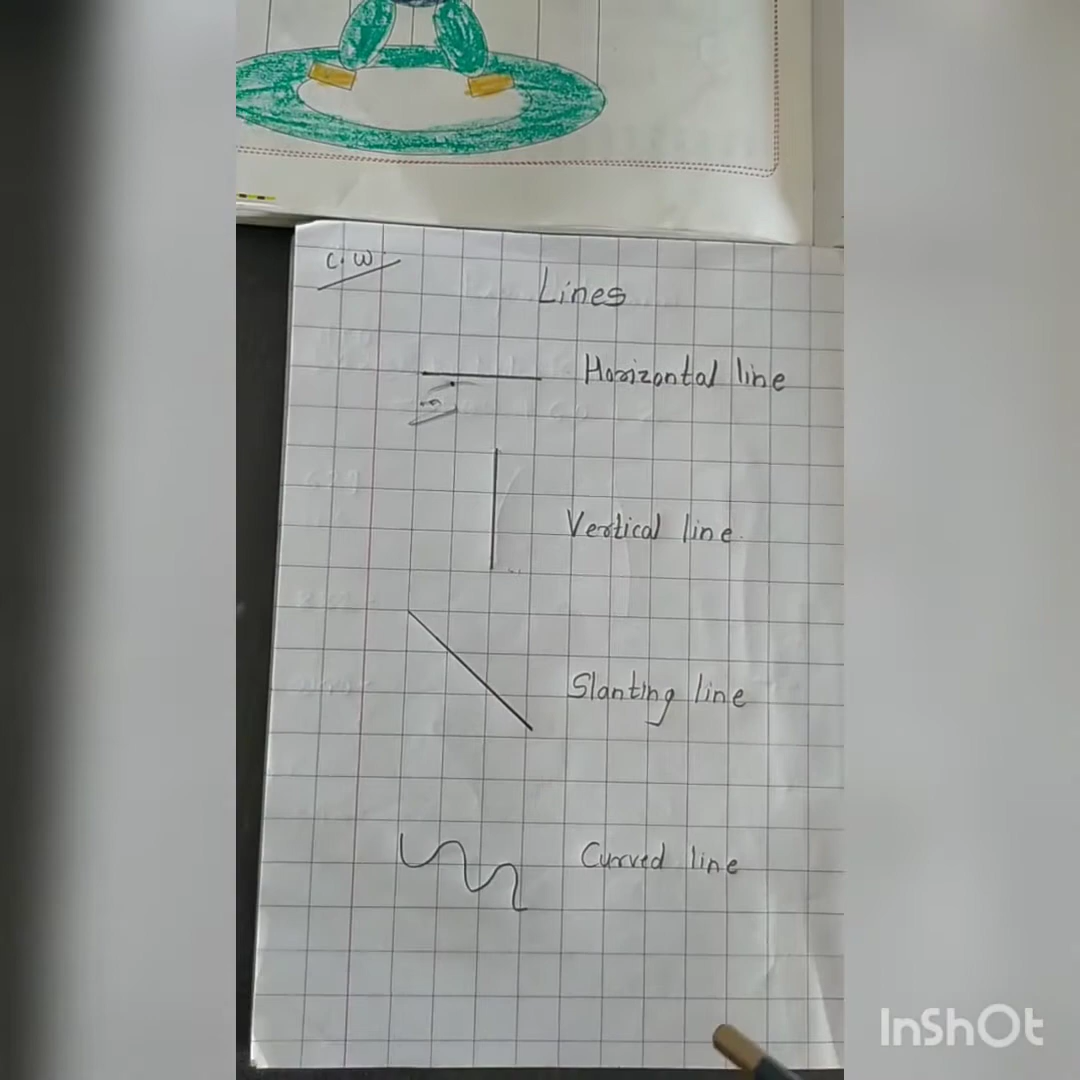 C.W
Lines
Horizontal line
Vertical line.
Slanting line
Curved line
InShOt